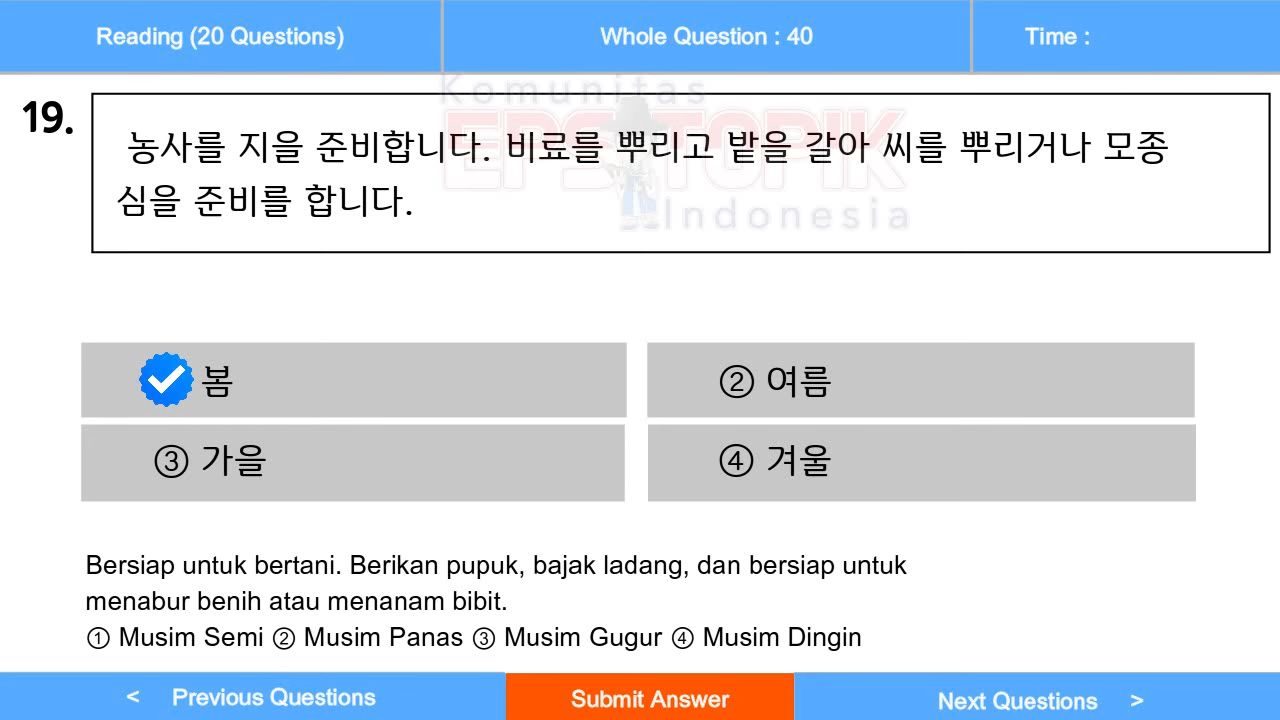 Reading (20 Questions)
Whole Question : 40
Time :
Komunitas
EPS TOPIK
Indonesia
19.
농사를 지을 준비합니다. 비료를 뿌리고 밭을 갈아 씨를 뿌리거나 모종
심을 준비를 합니다.
봄
② 여름
③ 가을
④ 겨울
Bersiap untuk bertani. Berikan pupuk, bajak ladang, dan bersiap untuk
menabur benih atau menanam bibit.
① Musim Semi ② Musim Panas ③ Musim Gugur ④ Musim Dingin
< Previous Questions
Submit Answer
Next Questions >